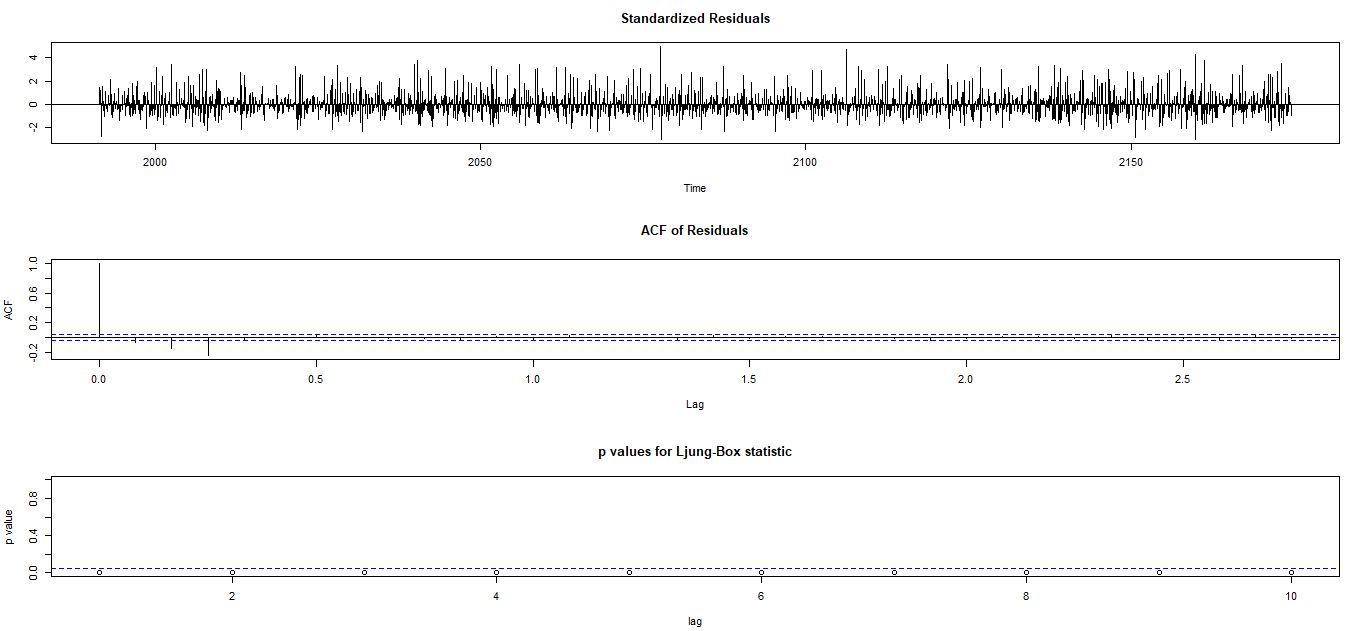 Standardized Residuals
4
2
0
-2
2000 2050 2100 2150
Time
ACF of Residuals
ACF
1.0
0.6
0.2
-0.2
0.0 0.5 1.0 1.5 2.0 2.5
Lag
p values for Ljung-Box statistic
p value
0.8
0.4
0.0
2 4 6 8 10
lag